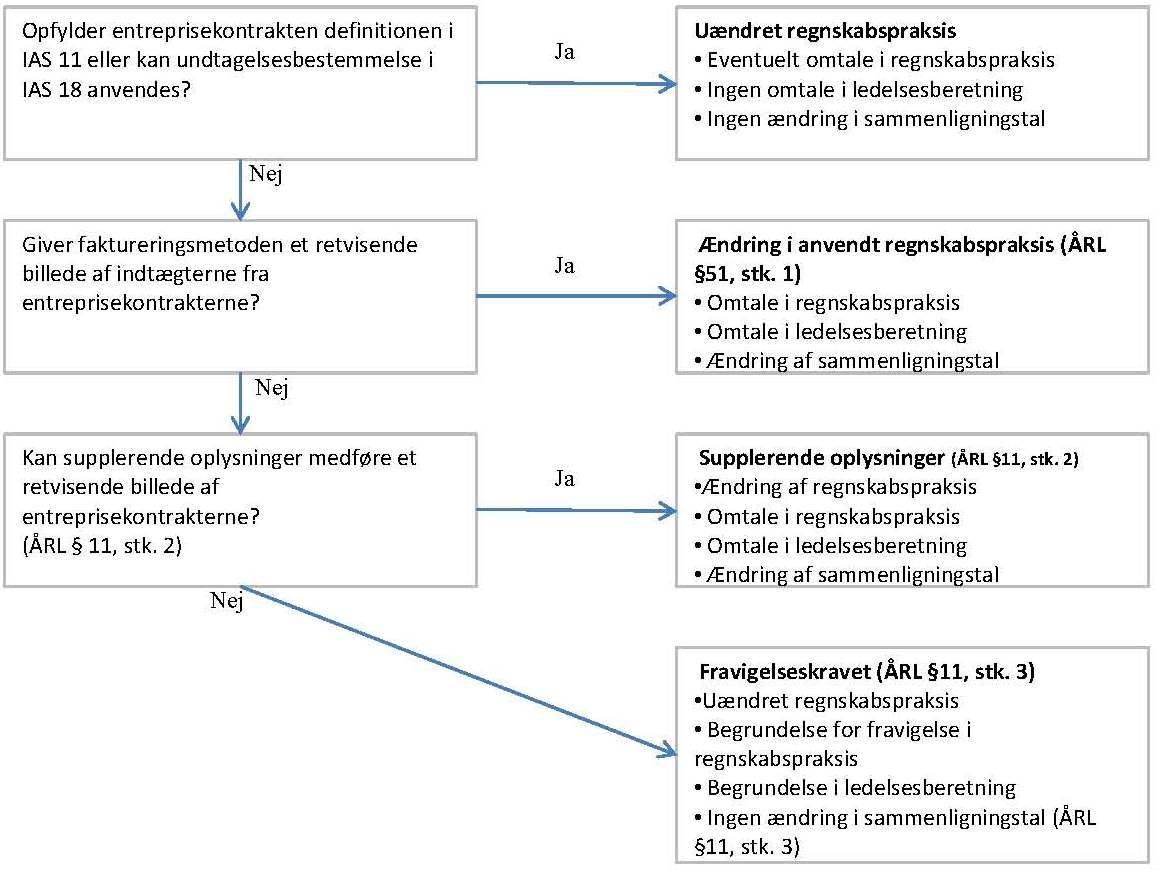 Opfylder entreprisekontrakten definitionen i
IAS 11 eller kan undtagelsesbestemmelse i
IAS 18 anvendes?
Ja
Uændret regnskabspraksis
• Eventuelt omtale i regnskabspraksis
• Ingen omtale i ledelsesberetning
• Ingen ændring i sammenligningstal
Nej
Giver faktureringsmetoden et retvisende
billede af indtægterne fra
entreprisekontrakterne?
Ja
Ændring i anvendt regnskabspraksis (ÅRL
§51, stk. 1)
• Omtale i regnskabspraksis
• Omtale i ledelsesberetning
• Ændring af sammenligningstal
Nej
Kan supplerende oplysninger medføre et
retvisende billede af
entreprisekontrakterne?
(ÅRL § 11, stk. 2)
Ja
Supplerende oplysninger (ÅRL §11, stk. 2)
•Ændring af regnskabspraksis
• Omtale i regnskabspraksis
• Omtale i ledelsesberetning
• Ændring af sammenligningstal
Nej
Fravigelseskravet (ÅRL §11, stk. 3)
•Uændret regnskabspraksis
• Begrundelse for fravigelse i
regnskabspraksis
• Begrundelse i ledelsesberetning
• Ingen ændring i sammenligningstal (ÅRL
§11, stk. 3)